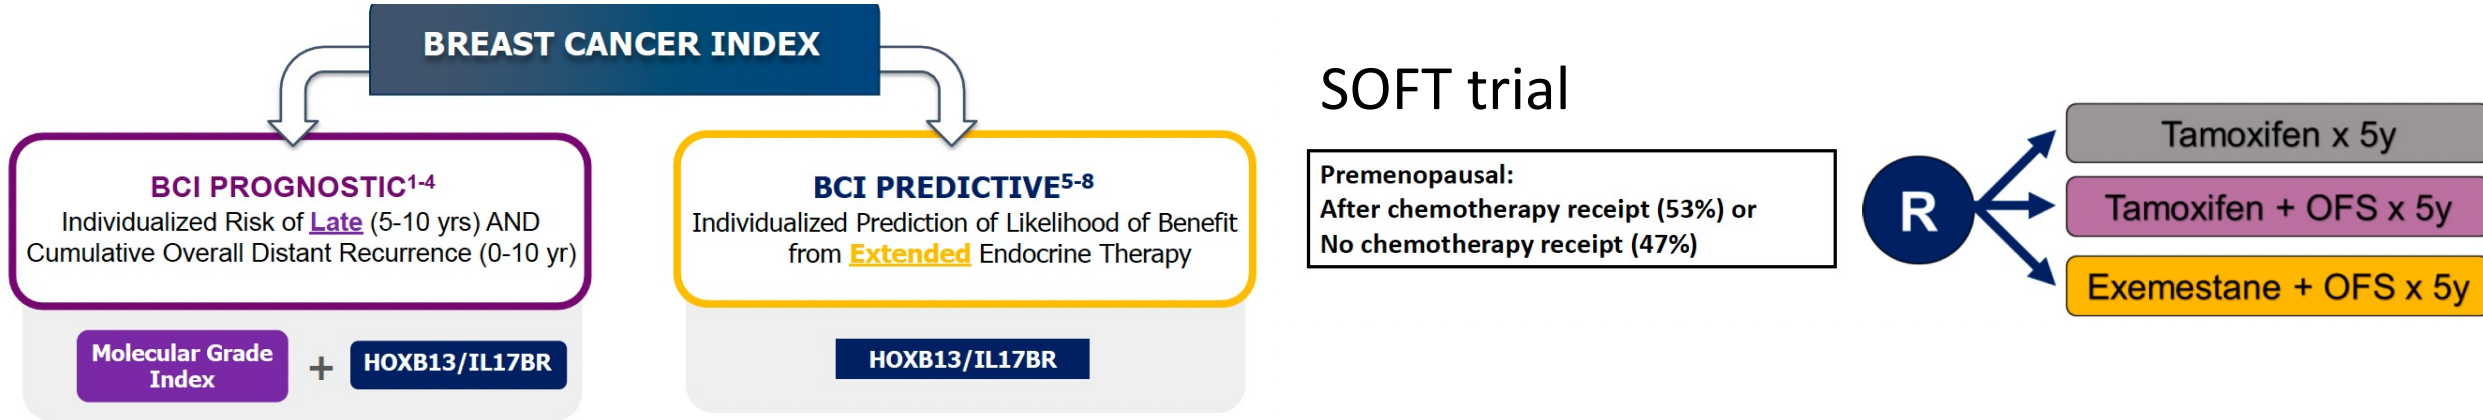 BREAST CANCER INDEX
BCI PROGNOSTIC1-4
Individualized Risk of Late (5-10 yrs) AND
Cumulative Overall Distant Recurrence (0-10 yr)
Molecular Grade
Index
+
HOXB13/IL17BR
BCI PREDICTIVE5-8
Individualized Prediction of Likelihood of Benefit
from Extended Endocrine Therapy
HOXB13/IL17BR
SOFT trial
Premenopausal:
After chemotherapy receipt (53%) or
No chemotherapy receipt (47%)
R
Tamoxifen x 5y
Tamoxifen + OFS x 5y
Exemestane + OFS x 5y